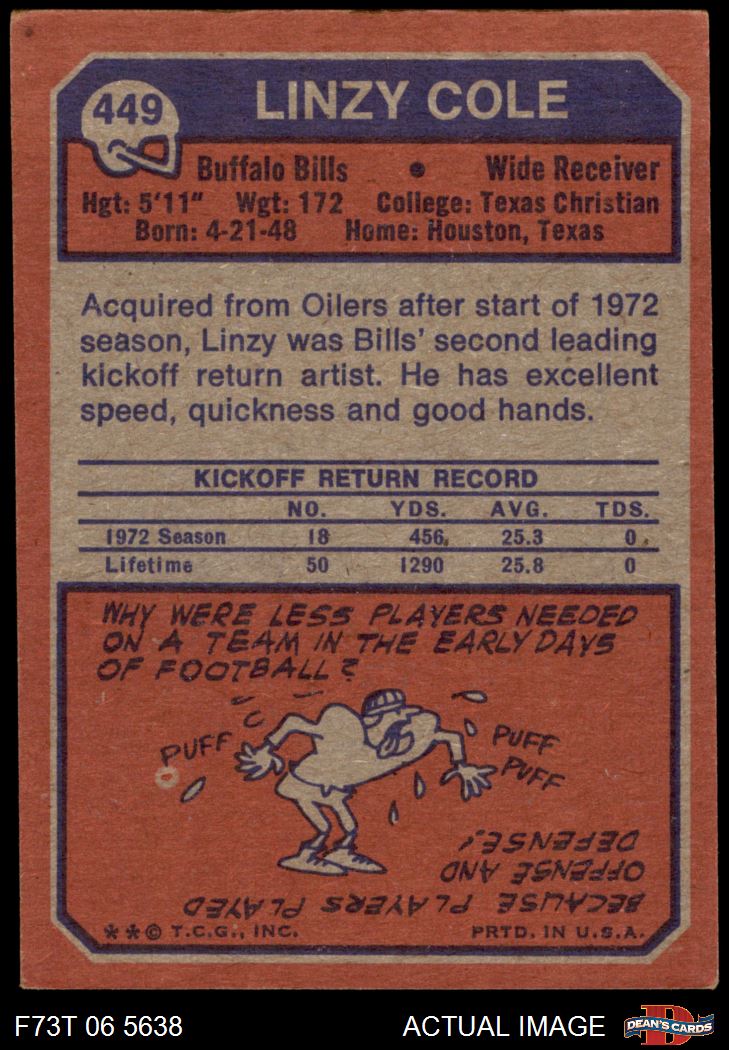 449
LINZY COLE
Buffalo Bills • Wide Receiver
Hgt: 5'11" Wgt: 172 College: Texas Christian
Born: 4-21-48 Home: Houston, Texas
Acquired from Oilers after start of 1972
season, Linzy was Bills' second leading
kickoff return artist. He has excellent
speed, quickness and good hands.
KICKOFF RETURN RECORD
NO. YDS. AVG. TDS.
1972 Season 18 456 25.3 0
Lifetime 50 1290 25.8 0
WHY WERE LESS PLAYERS NEEDED
ON A TEAM IN THE EARLY DAYS
OF FOOTBALL?
PUFF
PUFF
PUFF
BECAUSE PLAYERS PLAYED
OFFENSE AND
DEFENSE!
**© T.C.G., INC. PRTD. IN U.S.A.
F73T 06 5638 ACTUAL IMAGE
D
DEAN'S CARDS